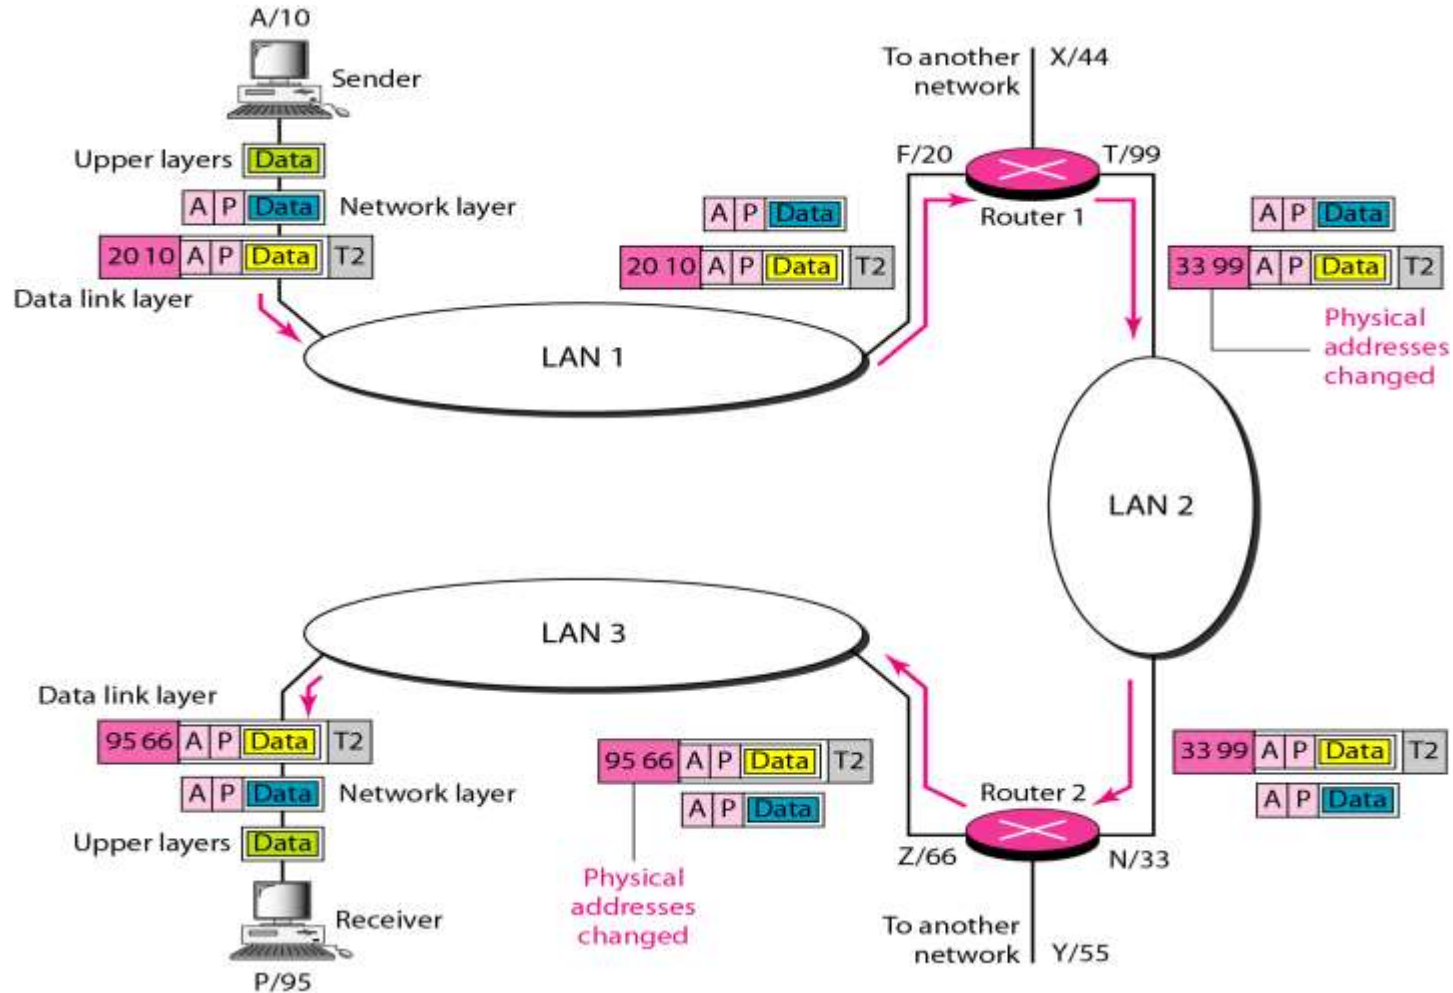 A/10
Sender
Upper layers Data
A P Data Network layer
20 10 A P Data T2
Data link layer
LAN 1
A P Data
20 10 A P Data T2
To another
network
X/44
F/20
T/99
Router 1
A P Data
33 99 A P Data T2
Physical
addresses
changed
LAN 2
33 99 A P Data T2
A P Data
Router 2
Z/66
N/33
To another
network
Y/55
95 66 A P Data T2
A P Data
Physical
addresses
changed
LAN 3
Data link layer
95 66 A P Data T2
A P Data Network layer
Upper layers Data
Receiver
P/95